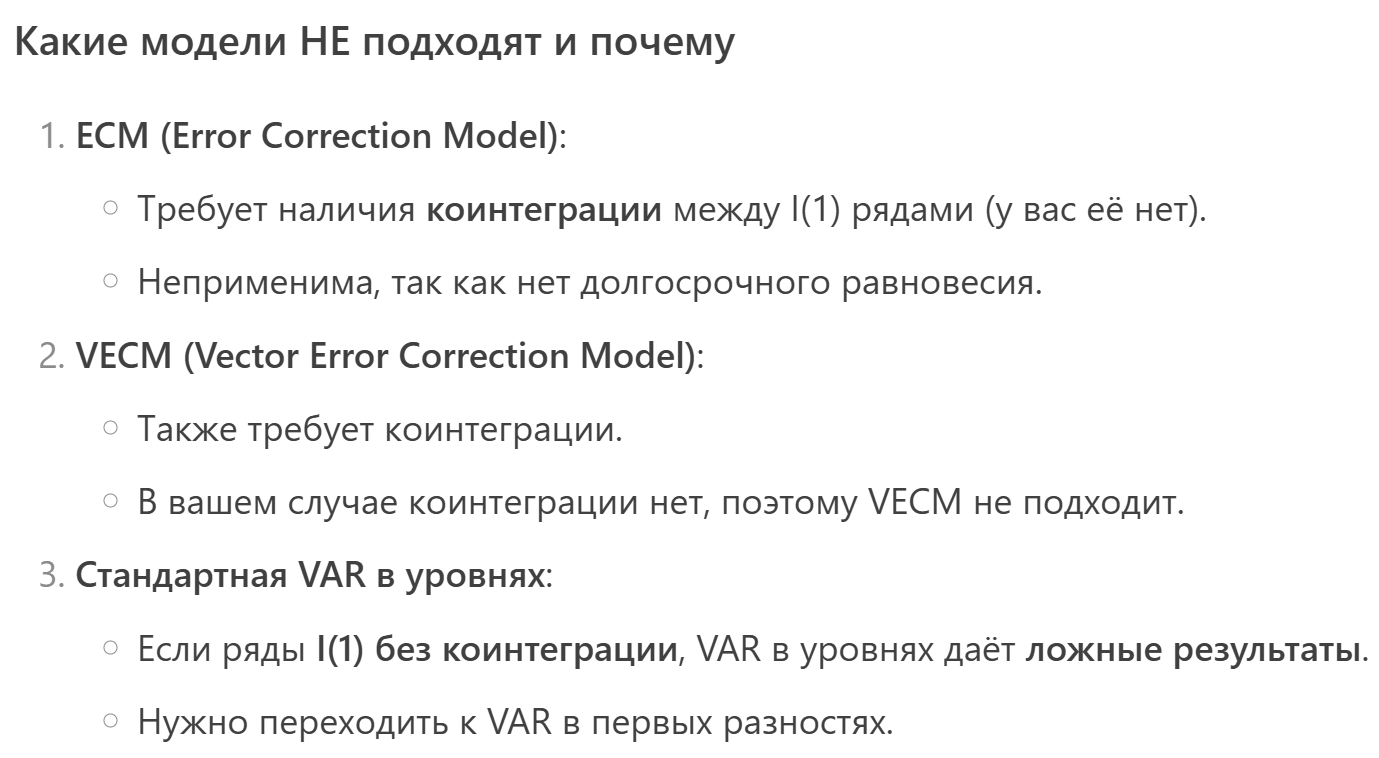 Какие модели НЕ подходят и почему
1. ECM (Error Correction Model):
○ Требует наличия коинтеграции между I(1) рядами (у вас её нет).
○ Неприменима, так как нет долгосрочного равновесия.
2. VECM (Vector Error Correction Model):
○ Также требует коинтеграции.
○ В вашем случае коинтеграции нет, поэтому VECM не подходит.
3. Стандартная VAR в уровнях:
○ Если ряды I(1) без коинтеграции, VAR в уровнях даёт ложные результаты.
○ Нужно переходить к VAR в первых разностях.